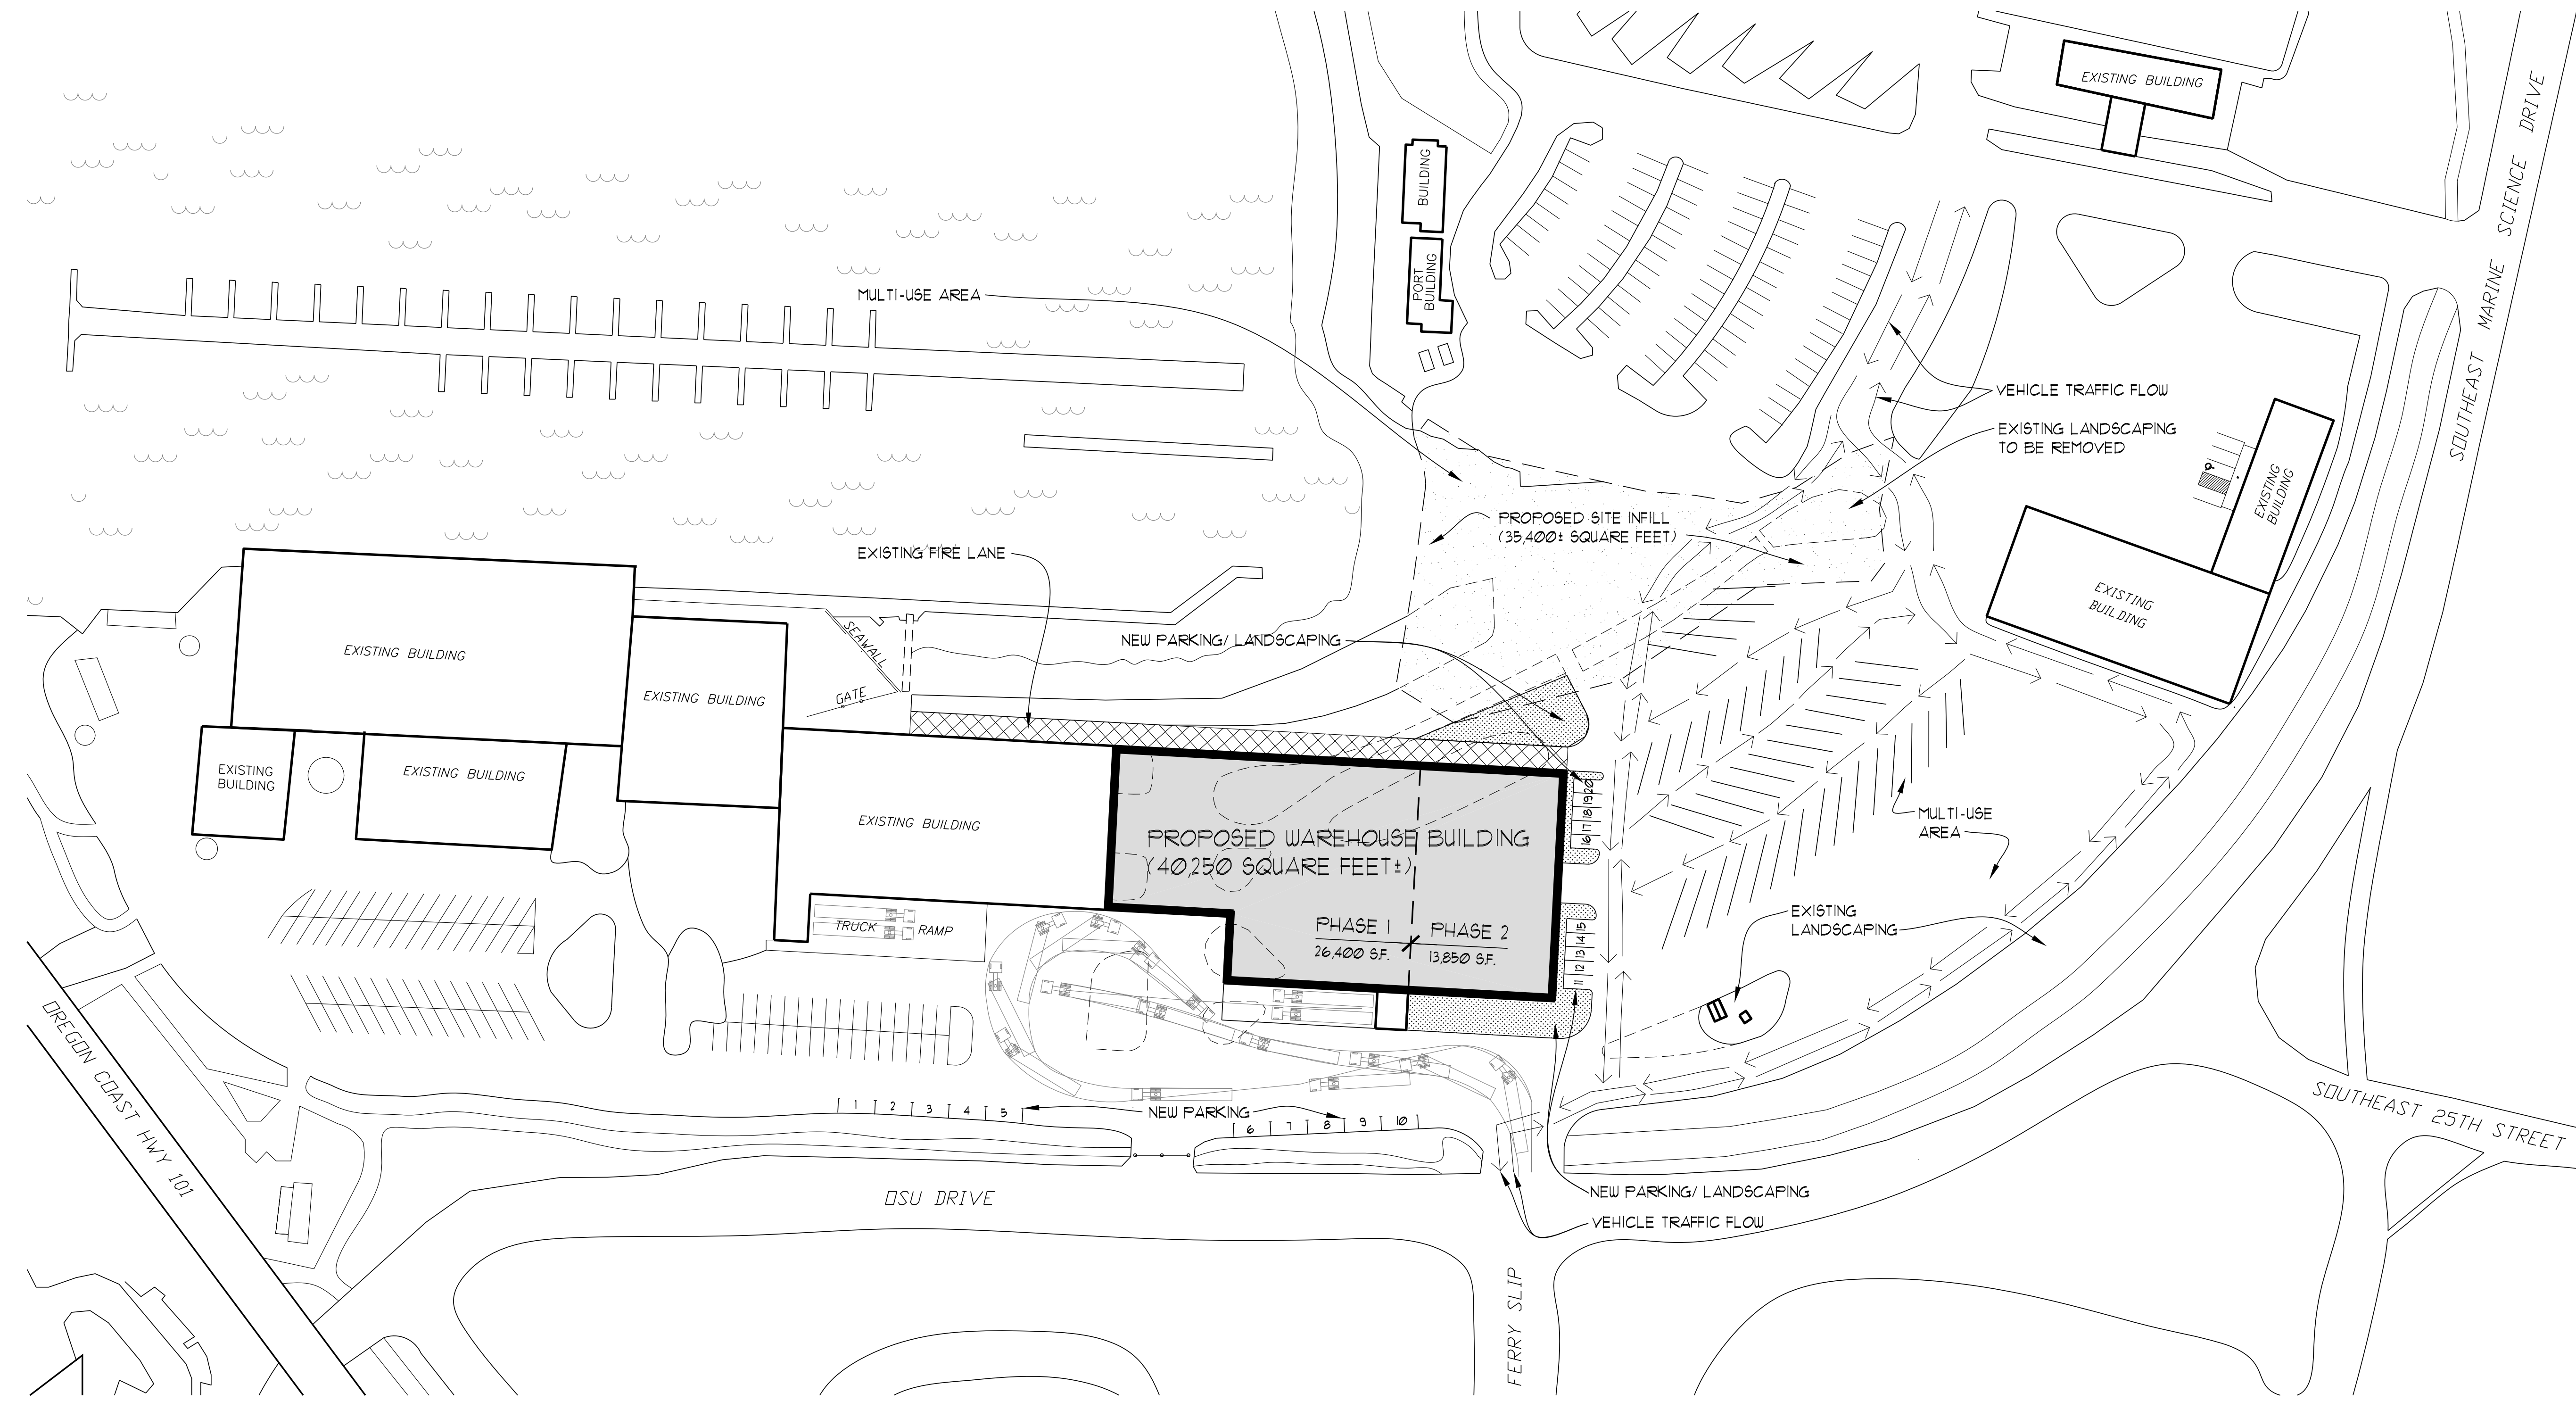 EXISTING BUILDING
SOUTHEAST MARINE SCIENCE DRIVE
BUILDING
PORT
BUILDING
MULTI-USE AREA
VEHICLE TRAFFIC FLOW
EXISTING LANDSCAPING
TO BE REMOVED
EXISTING
BUILDING
PROPOSED SITE INFILL
(35,400± SQUARE FEET)
EXISTING FIRE LANE
EXISTING
BUILDING
SEAWALL
NEW PARKING/ LANDSCAPING
EXISTING BUILDING
EXISTING BUILDING
GATE
EXISTING
BUILDING
EXISTING BUILDING
EXISTING BUILDING
PROPOSED WAREHOUSE BUILDING
(40,250 SQUARE FEET±)
16 17 18 19 20
MULTI-USE
AREA
PHASE 1
26,400 S.F.
PHASE 2
13,850 S.F.
11 12 13 14 15
EXISTING
LANDSCAPING
TRUCK RAMP
OREGON COAST HWY 101
1 2 3 4 5
NEW PARKING
6 7 8 9 10
SOUTHEAST 25TH STREET
OSU DRIVE
NEW PARKING/ LANDSCAPING
VEHICLE TRAFFIC FLOW
FERRY SLIP